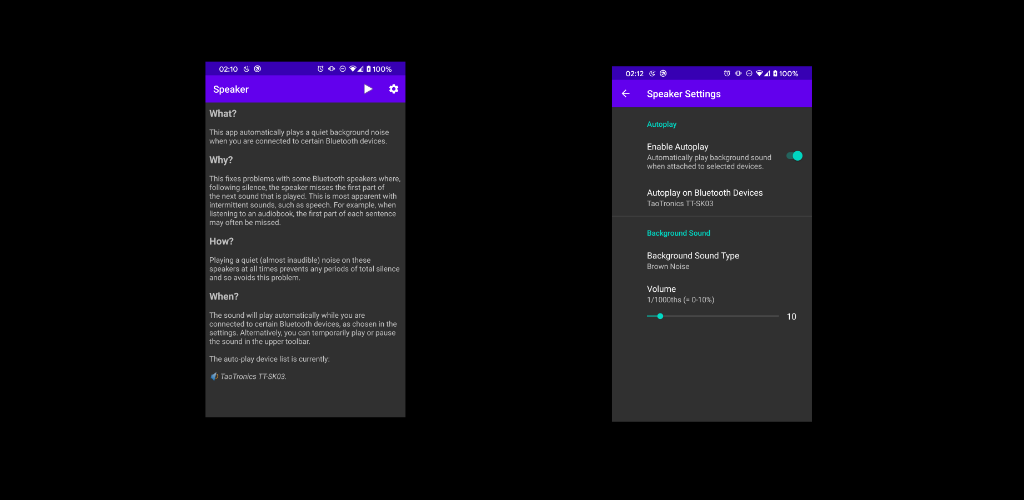 02:10
100%
Speaker
What?
This app automatically plays a quiet background noise
when you are connected to certain Bluetooth devices.
Why?
This fixes problems with some Bluetooth speakers where,
following silence, the speaker misses the first part of
the next sound that is played. This is most apparent with
intermittent sounds, such as speech. For example, when
listening to an audiobook, the first part of each sentence
may often be missed.
How?
Playing a quiet (almost inaudible) noise on these
speakers at all times prevents any periods of total silence
and so avoids this problem.
When?
The sound will play automatically while you are
connected to certain Bluetooth devices, as chosen in the
settings. Alternatively, you can temporarily play or pause
the sound in the upper toolbar.
The auto-play device list is currently:
TaoTronics TT-SK03.
02:12
100%
Speaker Settings
Autoplay
Enable Autoplay
Automatically play background sound
when attached to selected devices.
Autoplay on Bluetooth Devices
TaoTronics TT-SK03
Background Sound
Background Sound Type
Brown Noise
Volume
1/1000ths (= 0-10%)
10